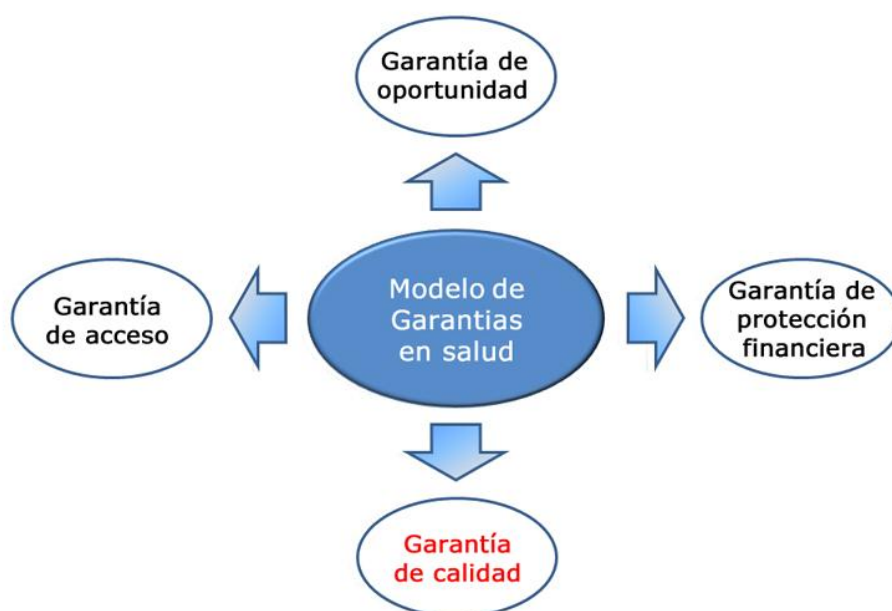 Garantía de
oportunidad
Garantía
de acceso
Modelo de
Garantias
en salud
Garantía de
protección
financiera
Garantía
de calidad